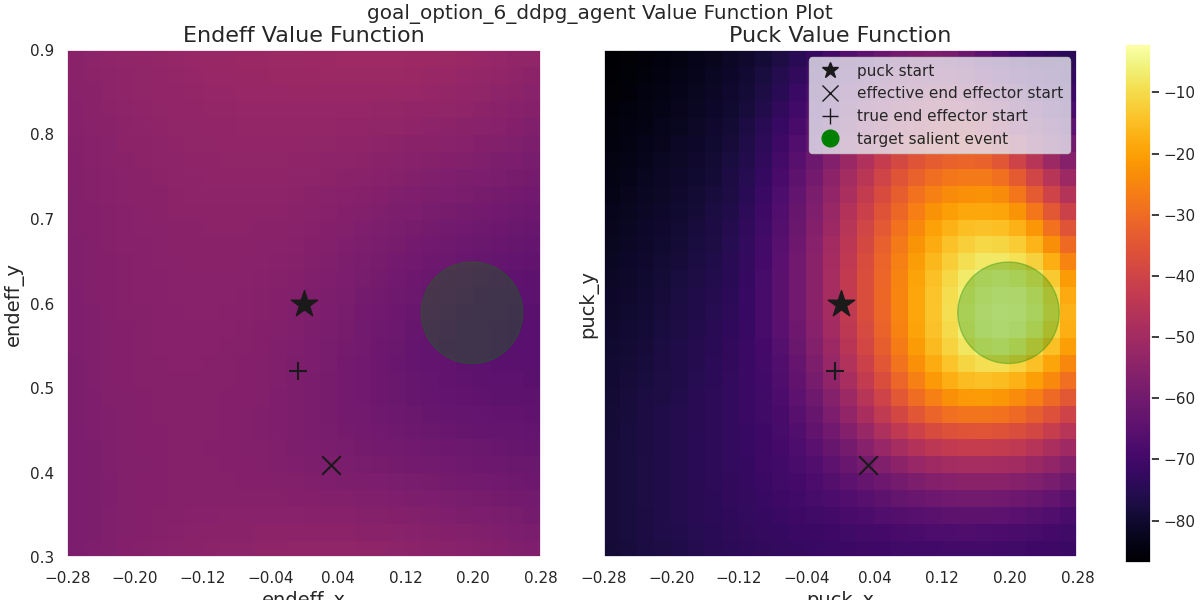 goal_option_6_ddpg_agent Value Function Plot
Endeff Value Function
Puck Value Function
0.9
0.8
0.7
0.6
0.5
0.4
0.3
endeff_y
−0.28 −0.20 −0.12 −0.04 0.04 0.12 0.20 0.28
endeff_x
puck start
effective end effector start
true end effector start
target salient event
puck_y
−0.28 −0.20 −0.12 −0.04 0.04 0.12 0.20 0.28
puck_x
−10
−20
−30
−40
−50
−60
−70
−80